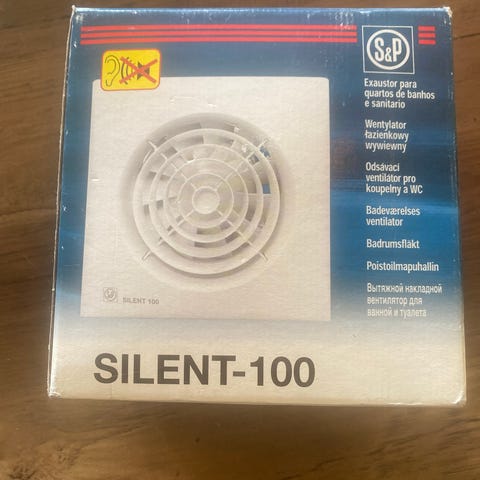 S&P
Exaustor para
quartos de banhos
e sanitario
Wentylator
łazienkowy
wywiewny
Odsávací
ventilátor pro
koupelny a WC
Badeværelses
ventilator
Badrumsfläkt
Poistoilmapuhallin
Вытяжной накладной
вентилятор для
ванной и туалета
S&P SILENT 100
SILENT-100